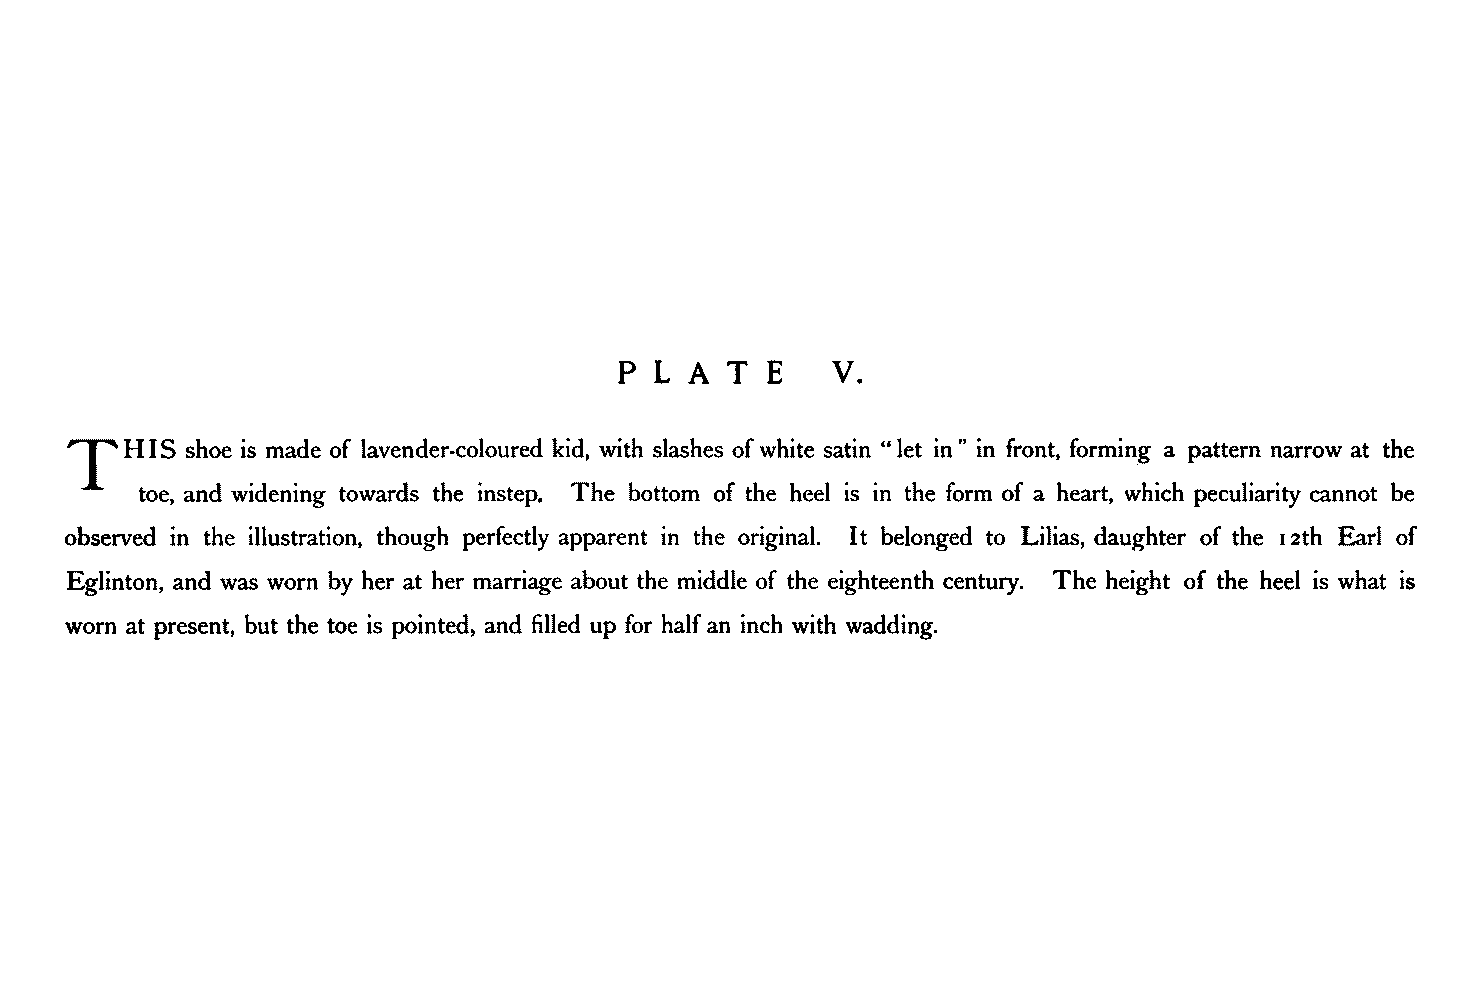 PLATE V.
THIS shoe is made of lavender-coloured kid, with slashes of white satin “let in” in front, forming a pattern narrow at the
toe, and widening towards the instep. The bottom of the heel is in the form of a heart, which peculiarity cannot be
observed in the illustration, though perfectly apparent in the original. It belonged to Lilias, daughter of the 12th Earl of
Eglinton, and was worn by her at her marriage about the middle of the eighteenth century. The height of the heel is what is
worn at present, but the toe is pointed, and filled up for half an inch with wadding.